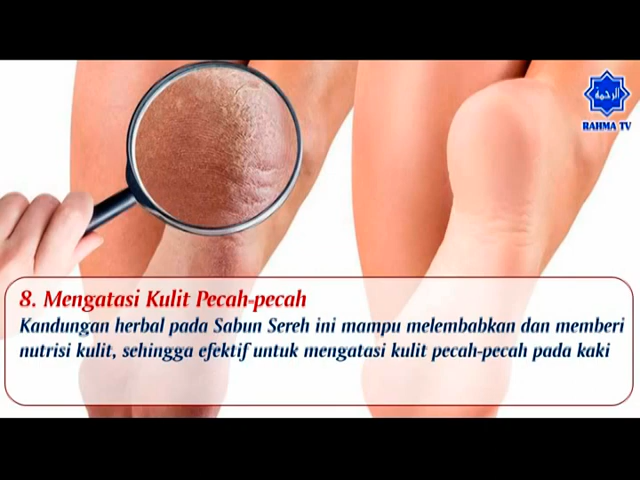 الرحمة
RAHMA TV
8. Mengatasi Kulit Pecah-pecah
Kandungan herbal pada Sabun Sereh ini mampu melembabkan dan memberi
nutrisi kulit, sehingga efektif untuk mengatasi kulit pecah-pecah pada kaki